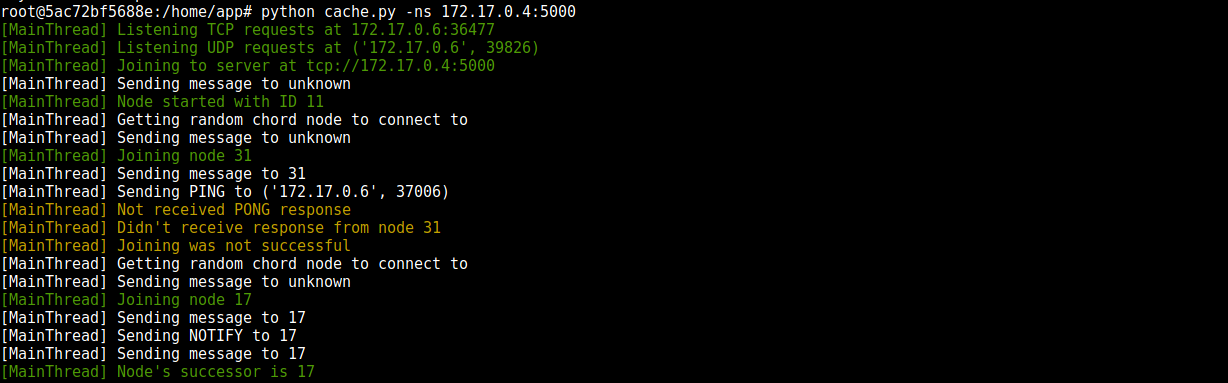 root@5ac72bf5688e:/home/app# python cache.py -ns 172.17.0.4:5000
[MainThread] Listening TCP requests at 172.17.0.6:36477
[MainThread] Listening UDP requests at ('172.17.0.6', 39826)
[MainThread] Joining to server at tcp://172.17.0.4:5000
[MainThread] Sending message to unknown
[MainThread] Node started with ID 11
[MainThread] Getting random chord node to connect to
[MainThread] Sending message to unknown
[MainThread] Joining node 31
[MainThread] Sending message to 31
[MainThread] Sending PING to ('172.17.0.6', 37006)
[MainThread] Not received PONG response
[MainThread] Didn't receive response from node 31
[MainThread] Joining was not successful
[MainThread] Getting random chord node to connect to
[MainThread] Sending message to unknown
[MainThread] Joining node 17
[MainThread] Sending message to 17
[MainThread] Sending NOTIFY to 17
[MainThread] Sending message to 17
[MainThread] Node's successor is 17